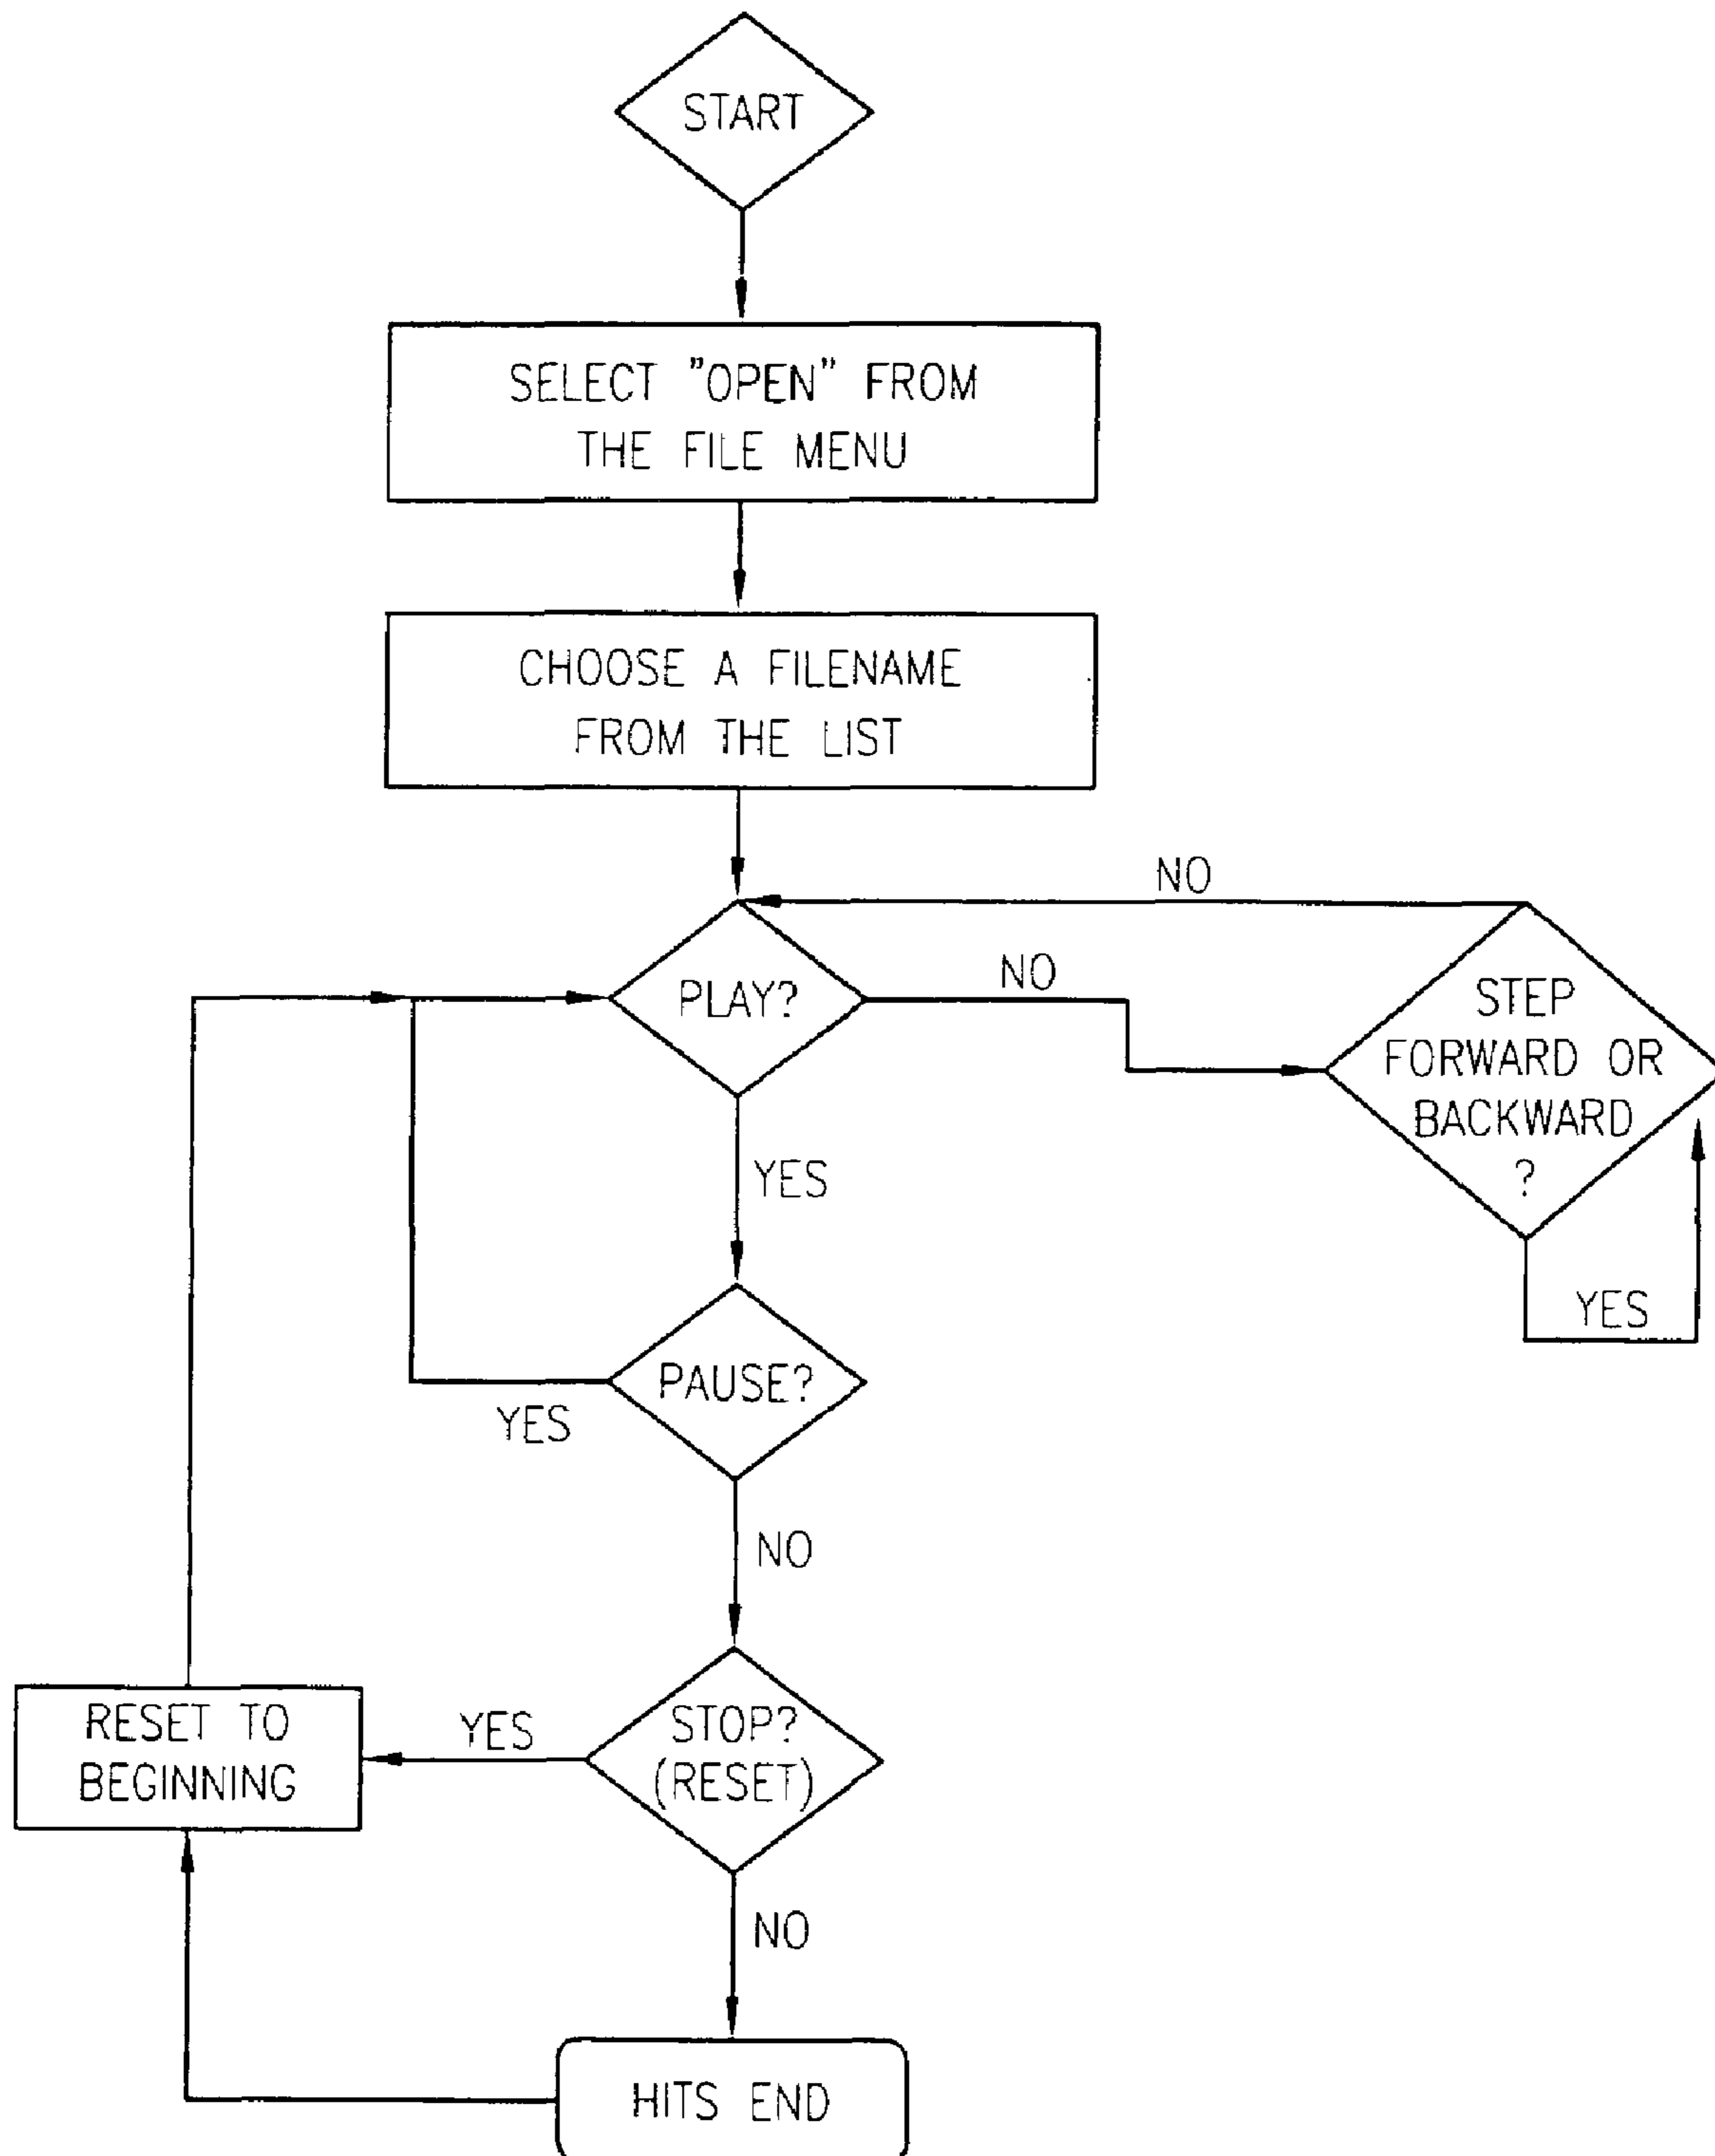 START
SELECT "OPEN" FROM
THE FILE MENU
CHOOSE A FILENAME
FROM THE LIST
NO
PLAY?
NO
STEP
FORWARD OR
BACKWARD
?
YES
YES
PAUSE?
YES
NO
RESET TO
BEGINNING
YES
STOP?
(RESET)
NO
HITS END